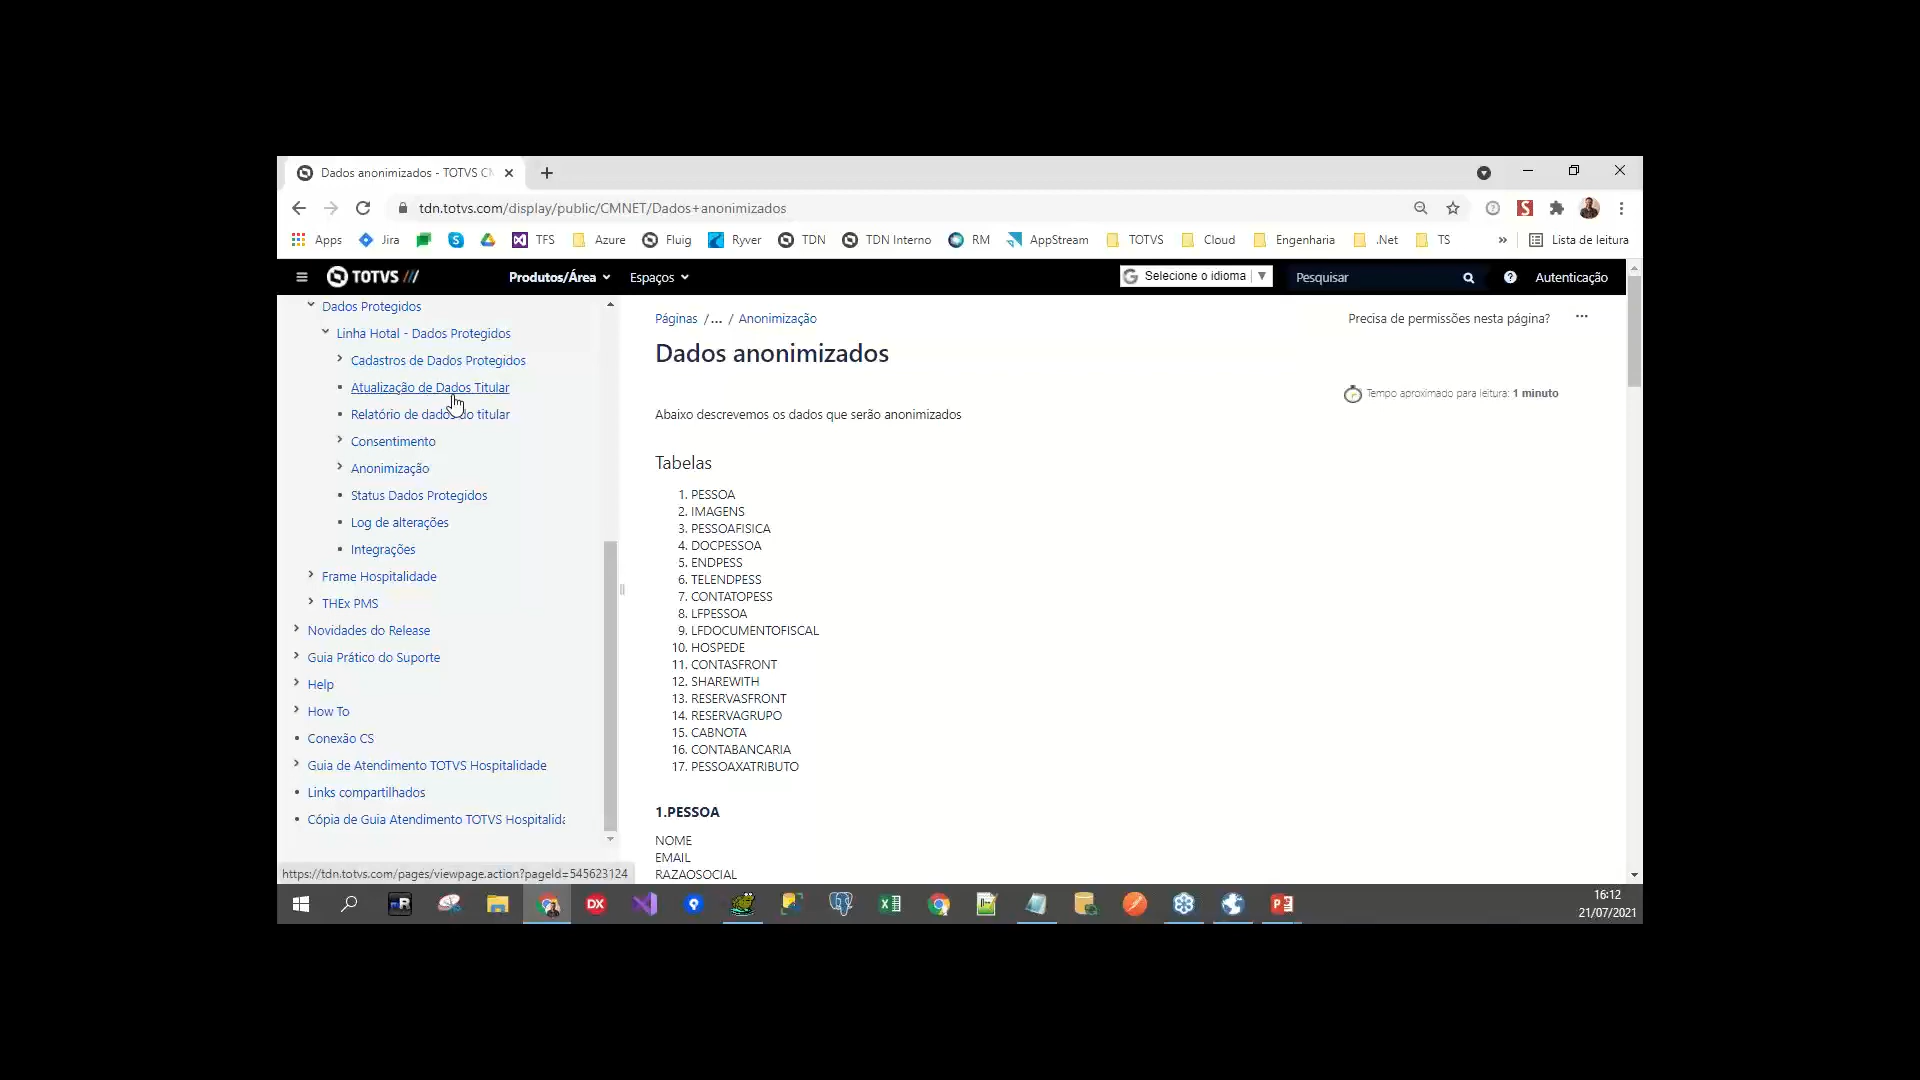 Dados anonimizados - TOTVS CM
tdn.totvs.com/display/public/CMNET/Dados+anonimizados
Apps Jira TFS Azure Fluig Ryver TDN TDN Interno RM AppStream TOTVS Cloud Engenharia .Net TS » Lista de leitura
TOTVS Produtos/Área Espaços Selecione o idioma ▼ Pesquisar Autenticação
Dados Protegidos
Linha Hotal - Dados Protegidos
Cadastros de Dados Protegidos
Atualização de Dados Titular
Relatório de dados do titular
Consentimento
Anonimização
Status Dados Protegidos
Log de alterações
Integrações
Frame Hospitalidade
THEx PMS
Novidades do Release
Guia Prático do Suporte
Help
How To
Conexão CS
Guia de Atendimento TOTVS Hospitalidade
Links compartilhados
Cópia de Guia Atendimento TOTVS Hospitalida
https://tdn.totvs.com/pages/viewpage.action?pageId=545623124
Páginas /... / Anonimização
Precisa de permissões nesta página? ...
Dados anonimizados
Tempo aproximado para leitura: 1 minuto
Abaixo descrevemos os dados que serão anonimizados
Tabelas
1. PESSOA
2. IMAGENS
3. PESSOAFISICA
4. DOCPESSOA
5. ENDPESS
6. TELENDPESS
7. CONTATOPESS
8. LFPESSOA
9. LFDOCUMENTOFISCAL
10. HOSPEDE
11. CONTASFRONT
12. SHAREWITH
13. RESERVASFRONT
14. RESERVAGRUPO
15. CABNOTA
16. CONTABANCARIA
17. PESSOAXATRIBUTO
1.PESSOA
NOME
EMAIL
RAZAOSOCIAL
16:12
21/07/2021